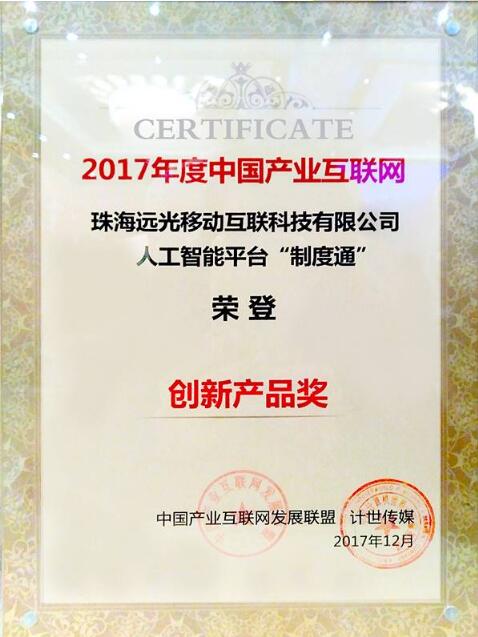 CERTIFICATE
2017年度中国产业互联网
珠海远光移动互联科技有限公司
人工智能平台“制度通”
荣登
创新产品奖
中国产业互联网发展联盟 计世传媒
2017年12月